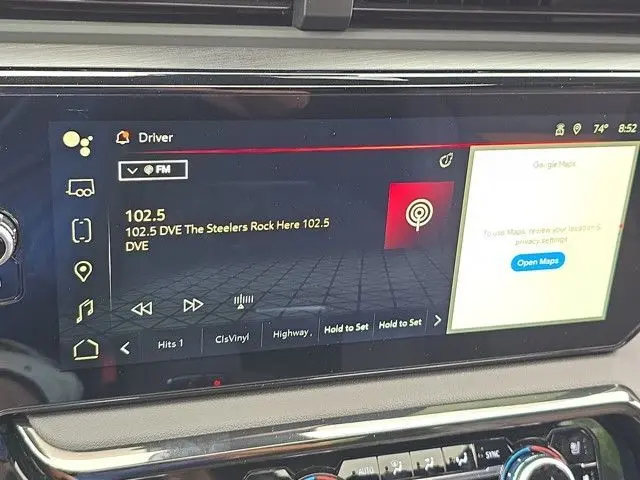 Driver
74° 8:52
FM
Google Maps
102.5
102.5 DVE The Steelers Rock Here 102.5
DVE
To use Maps, review your location &
privacy settings
Open Maps
Hits 1
ClsVinyl
Highway,
Hold to Set
Hold to Set
AUTO
SYNC